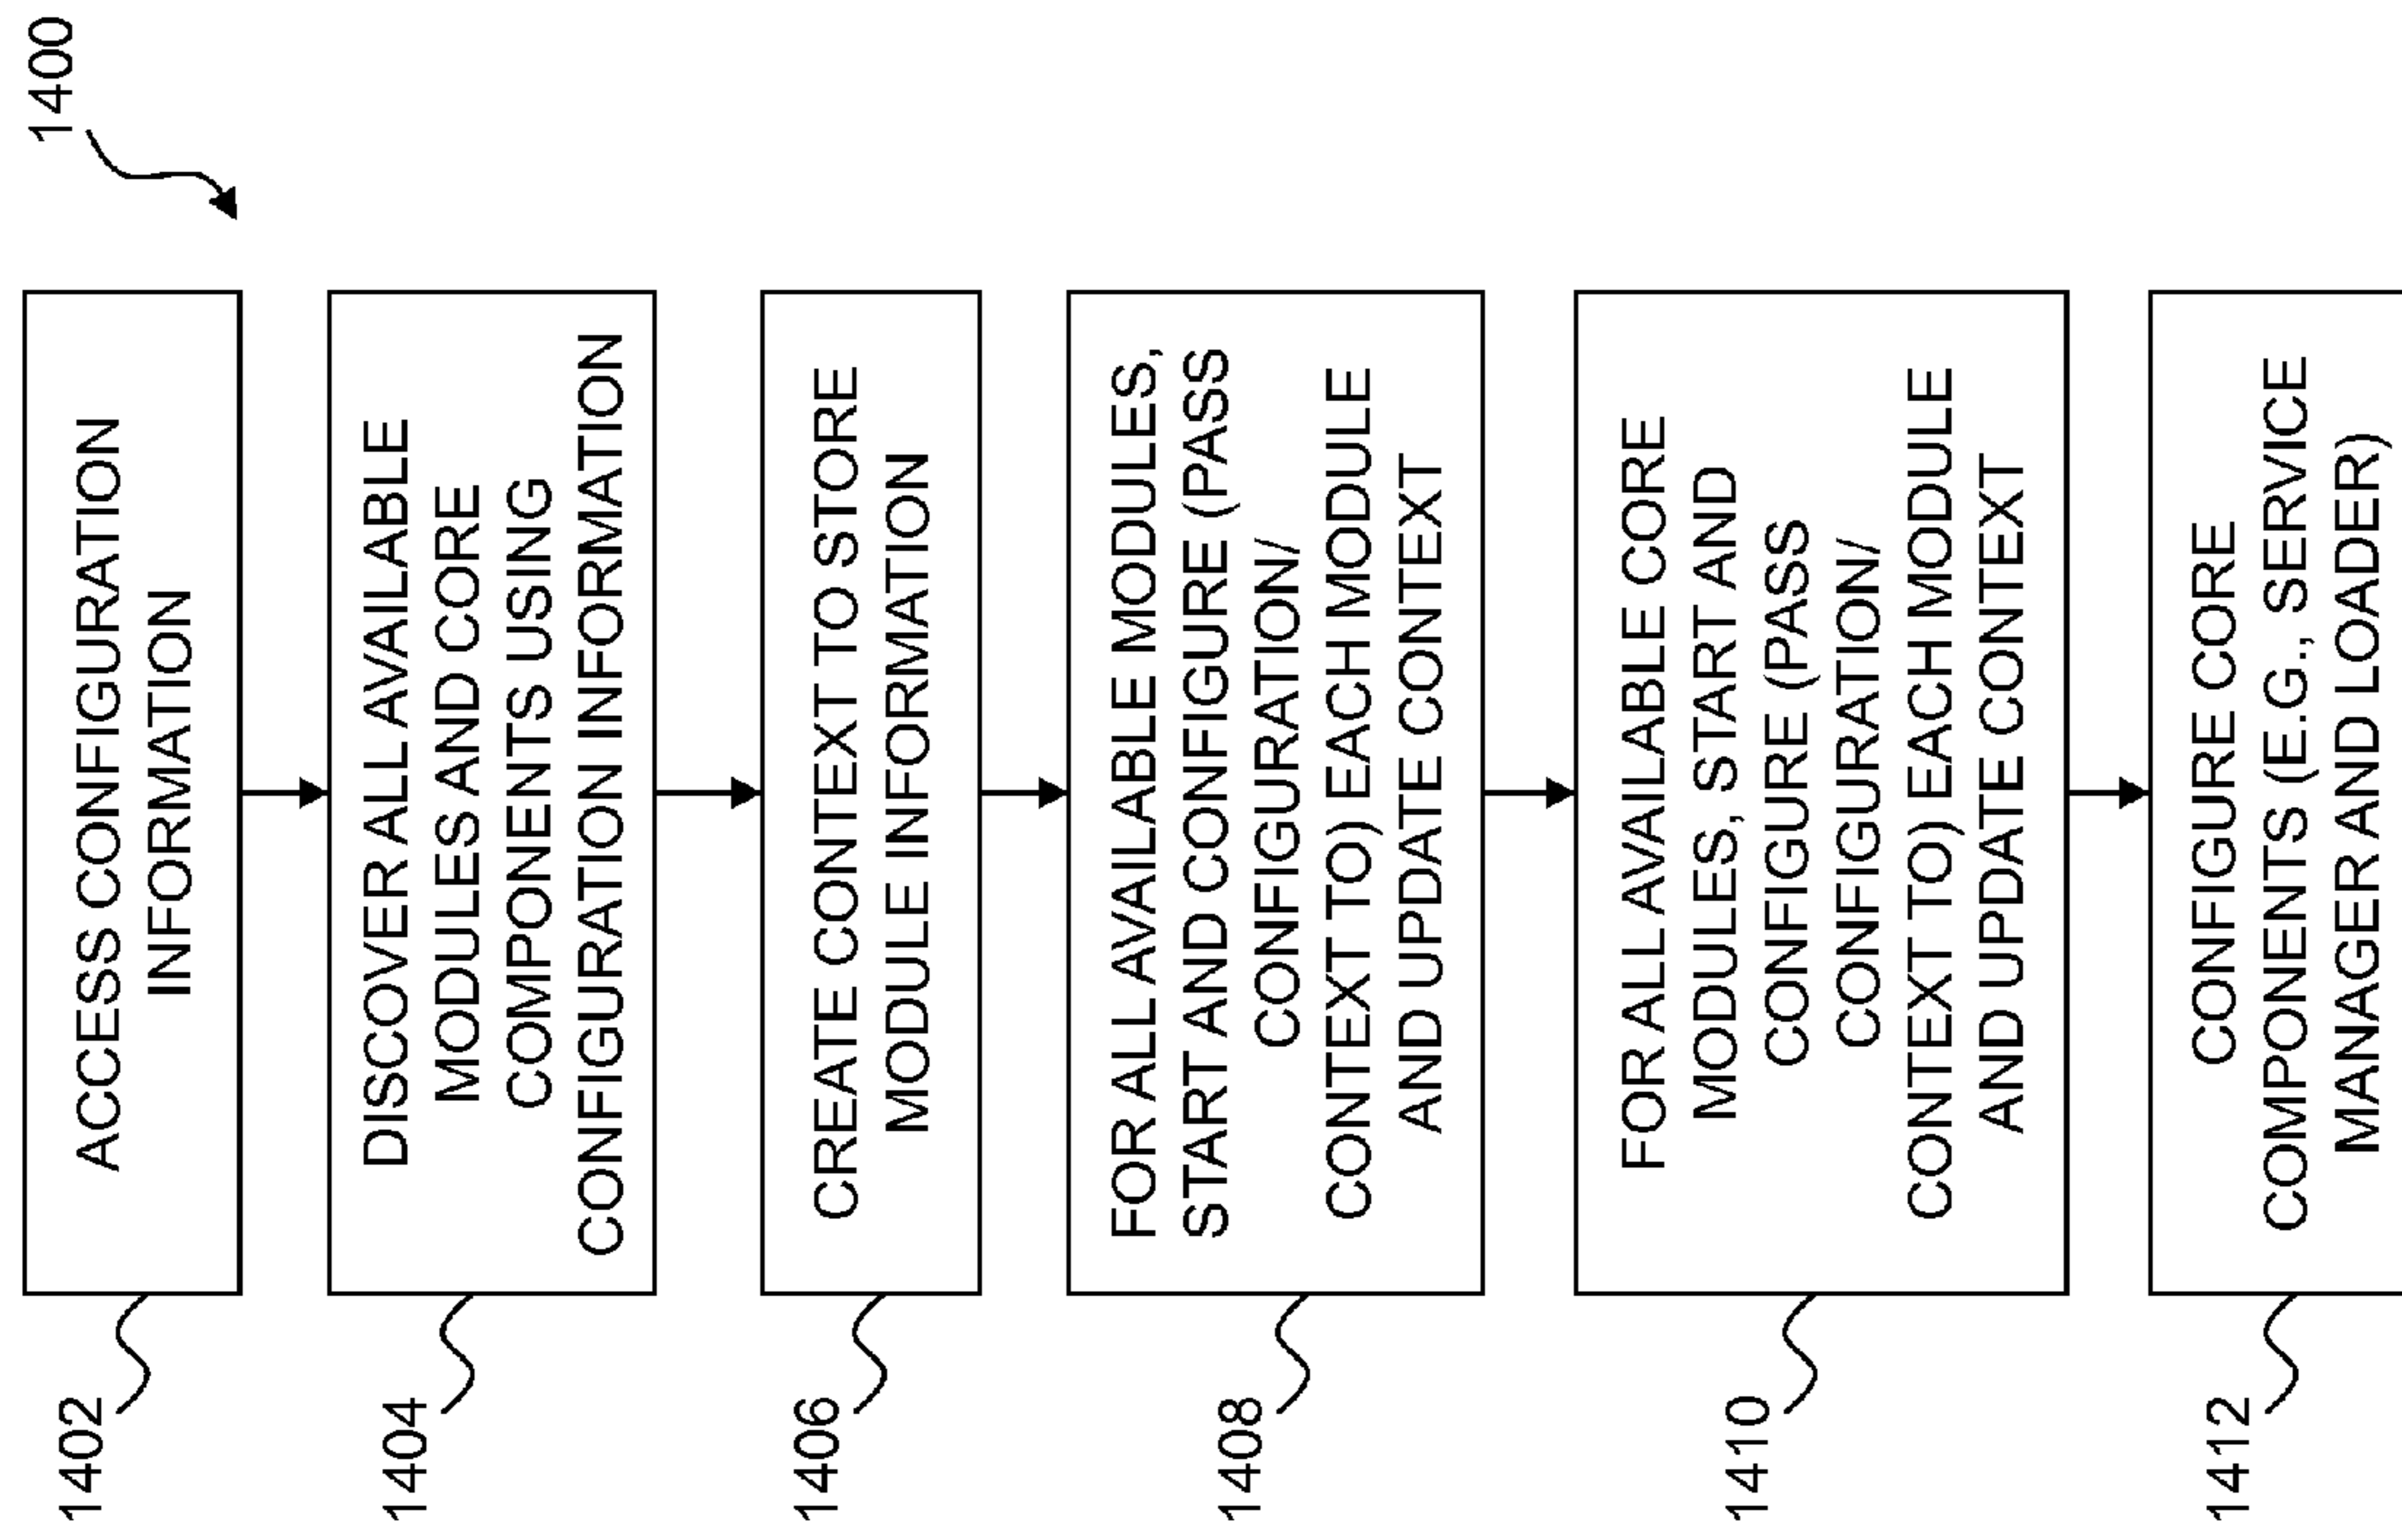 1400
1402
ACCESS CONFIGURATION
INFORMATION
1404
DISCOVER ALL AVAILABLE
MODULES AND CORE
COMPONENTS USING
CONFIGURATION INFORMATION
1406
CREATE CONTEXT TO STORE
MODULE INFORMATION
1408
FOR ALL AVAILABLE MODULES,
START AND CONFIGURE (PASS
CONFIGURATION/
CONTEXT TO) EACH MODULE
AND UPDATE CONTEXT
1410
FOR ALL AVAILABLE CORE
MODULES, START AND
CONFIGURE (PASS
CONFIGURATION/
CONTEXT TO) EACH MODULE
AND UPDATE CONTEXT
1412
CONFIGURE CORE
COMPONENTS (E.G., SERVICE
MANAGER AND LOADER)